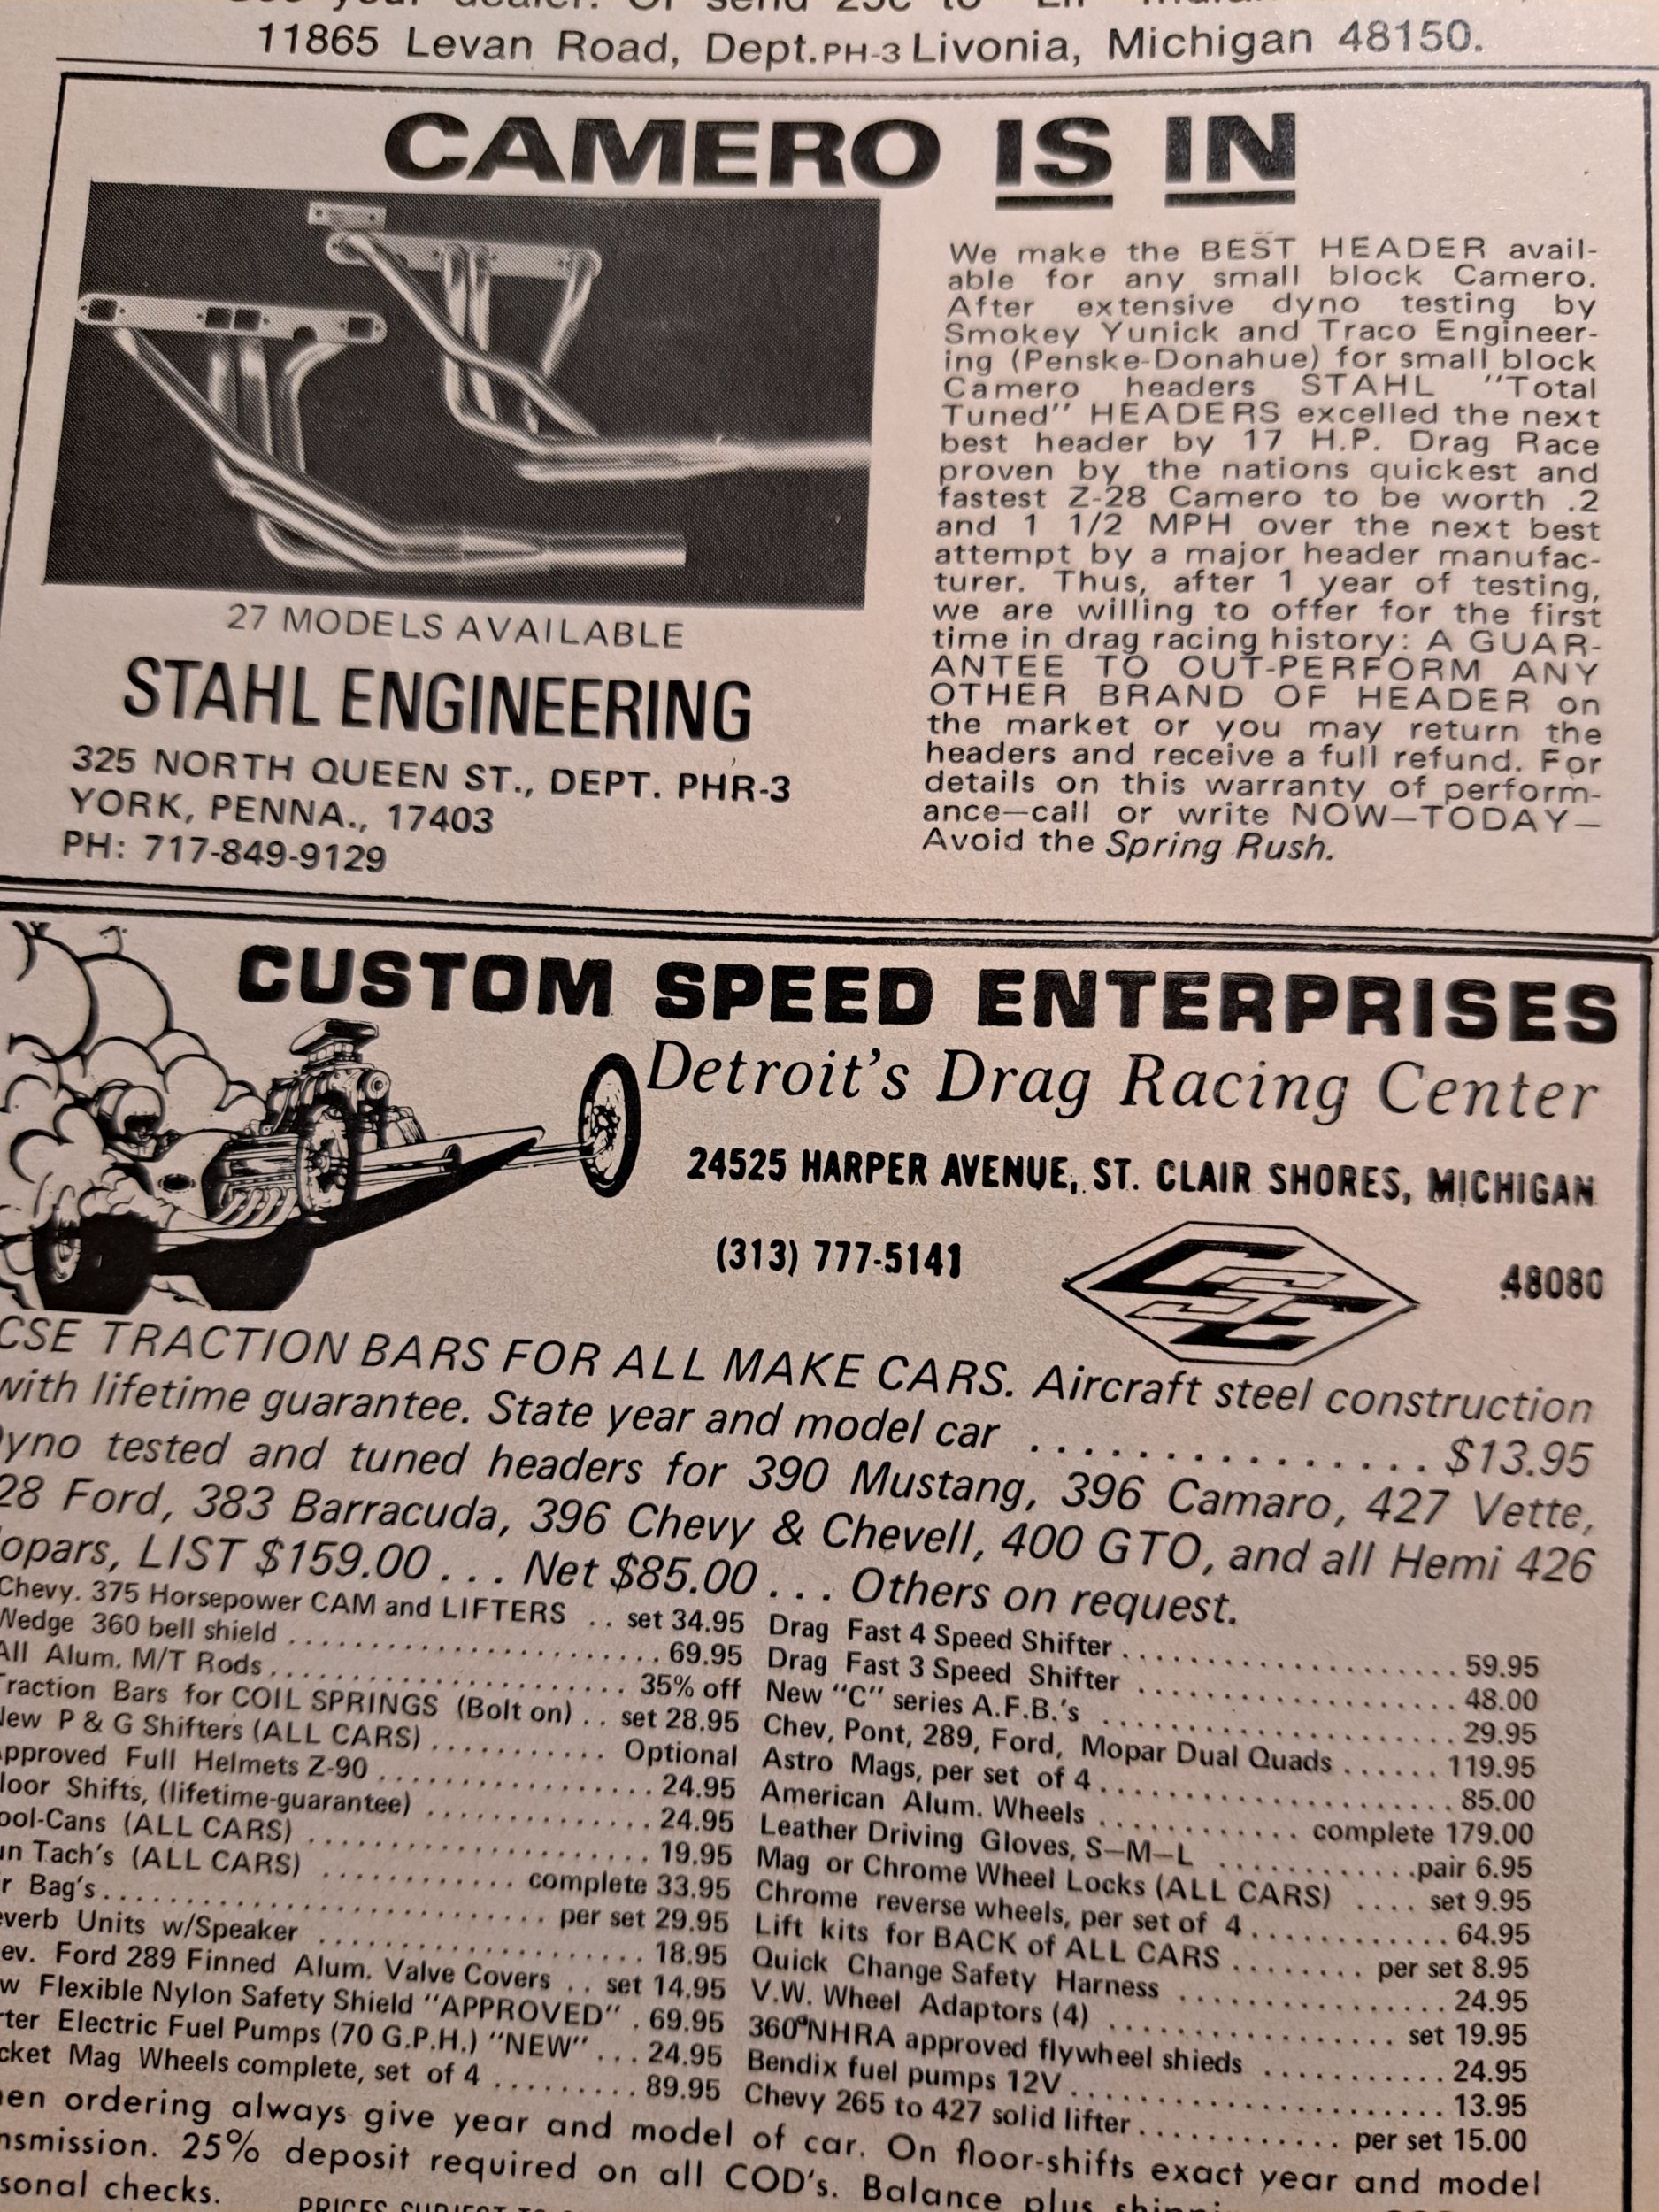 11865 Levan Road, Dept.PH-3 Livonia, Michigan 48150.
CAMERO IS IN
We make the BEST HEADER avail-
able for any small block Camero.
After extensive dyno testing by
Smokey Yunick and Traco Engineer-
ing (Penske-Donahue) for small block
Camero headers STAHL "Total
Tuned" HEADERS excelled the next
best header by 17 H.P. Drag Race
proven by the nations quickest and
fastest Z-28 Camero to be worth .2
and 1 1/2 MPH over the next best
attempt by a major header manufac-
turer. Thus, after 1 year of testing,
we are willing to offer for the first
time in drag racing history: A GUAR-
ANTEE TO OUT-PERFORM ANY
OTHER BRAND OF HEADER on
the market or you may return the
headers and receive a full refund. For
details on this warranty of perform-
ance—call or write NOW—TODAY—
Avoid the Spring Rush.
27 MODELS AVAILABLE
STAHL ENGINEERING
325 NORTH QUEEN ST., DEPT. PHR-3
YORK, PENNA., 17403
PH: 717-849-9129
CUSTOM SPEED ENTERPRISES
Detroit's Drag Racing Center
24525 HARPER AVENUE, ST. CLAIR SHORES, MICHIGAN
(313) 777-5141
CSE
48080
CSE TRACTION BARS FOR ALL MAKE CARS. Aircraft steel construction
with lifetime guarantee. State year and model car .............. $13.95
yno tested and tuned headers for 390 Mustang, 396 Camaro, 427 Vette,
28 Ford, 383 Barracuda, 396 Chevy & Chevell, 400 GTO, and all Hemi 426
opars, LIST $159.00 ... Net $85.00 ... Others on request.
Chevy. 375 Horsepower CAM and LIFTERS .. set 34.95
Wedge 360 bell shield .......... 69.95
All Alum. M/T Rods .......... 35% off
Traction Bars for COIL SPRINGS (Bolt on) .. set 28.95
New P & G Shifters (ALL CARS) .......... Optional
pproved Full Helmets Z-90 .......... 24.95
loor Shifts, (lifetime-guarantee) .......... 24.95
ool-Cans (ALL CARS) .......... 19.95
un Tach's (ALL CARS) .......... complete 33.95
r Bag's .......... per set 29.95
everb Units w/Speaker .......... 18.95
ev. Ford 289 Finned Alum. Valve Covers .. set 14.95
w Flexible Nylon Safety Shield "APPROVED" . 69.95
rter Electric Fuel Pumps (70 G.P.H.) "NEW" ... 24.95
cket Mag Wheels complete, set of 4 ......... 89.95
Drag Fast 4 Speed Shifter .......... 59.95
Drag Fast 3 Speed Shifter .......... 48.00
New "C" series A.F.B.'s .......... 29.95
Chev, Pont, 289, Ford, Mopar Dual Quads ...... 119.95
Astro Mags, per set of 4 .......... 85.00
American Alum. Wheels .......... complete 179.00
Leather Driving Gloves, S—M—L .......... pair 6.95
Mag or Chrome Wheel Locks (ALL CARS) .... set 9.95
Chrome reverse wheels, per set of 4 .......... 64.95
Lift kits for BACK of ALL CARS ........ per set 8.95
Quick Change Safety Harness .......... 24.95
V.W. Wheel Adaptors (4) .......... set 19.95
360° NHRA approved flywheel shieds .......... 24.95
Bendix fuel pumps 12V .......... 13.95
Chevy 265 to 427 solid lifter .......... per set 15.00
en ordering always give year and model of car. On floor-shifts exact year and model
nsmission. 25% deposit required on all COD's. Balance plus
sonal checks.